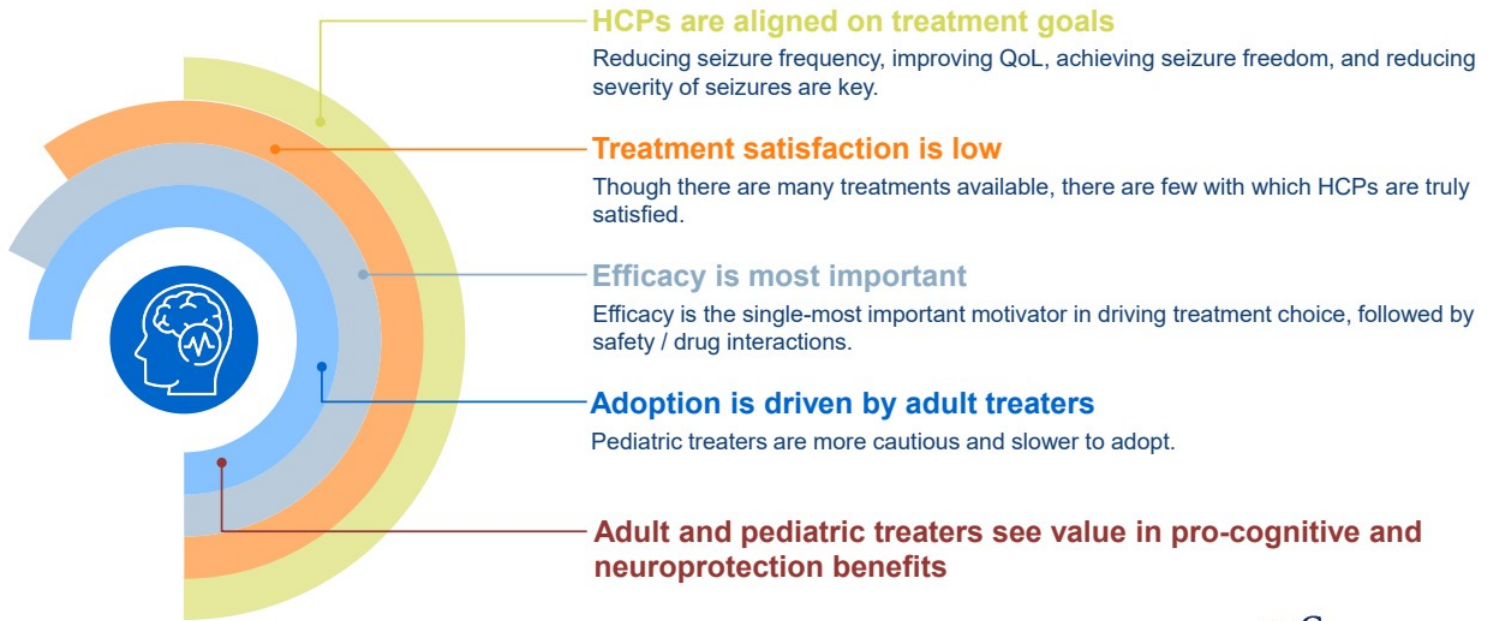 HCPs are aligned on treatment goals
Reducing seizure frequency, improving QoL, achieving seizure freedom, and reducing
severity of seizures are key.
Treatment satisfaction is low
Though there are many treatments available, there are few with which HCPs are truly
satisfied.
Efficacy is most important
Efficacy is the single-most important motivator in driving treatment choice, followed by
safety / drug interactions.
Adoption is driven by adult treaters
Pediatric treaters are more cautious and slower to adopt.
Adult and pediatric treaters see value in pro-cognitive and
neuroprotection benefits